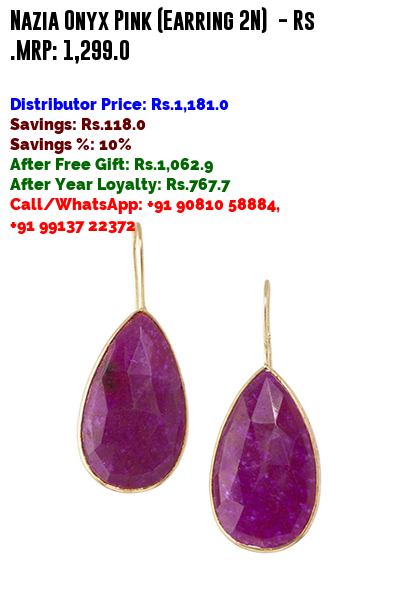 Nazia Onyx Pink (Earring 2N) - Rs
.MRP: 1,299.0
Distributor Price: Rs.1,181.0
Savings: Rs.118.0
Savings %: 10%
After Free Gift: Rs.1,062.9
After Year Loyalty: Rs.767.7
Call/WhatsApp: +91 90810 58884,
+91 99137 22372